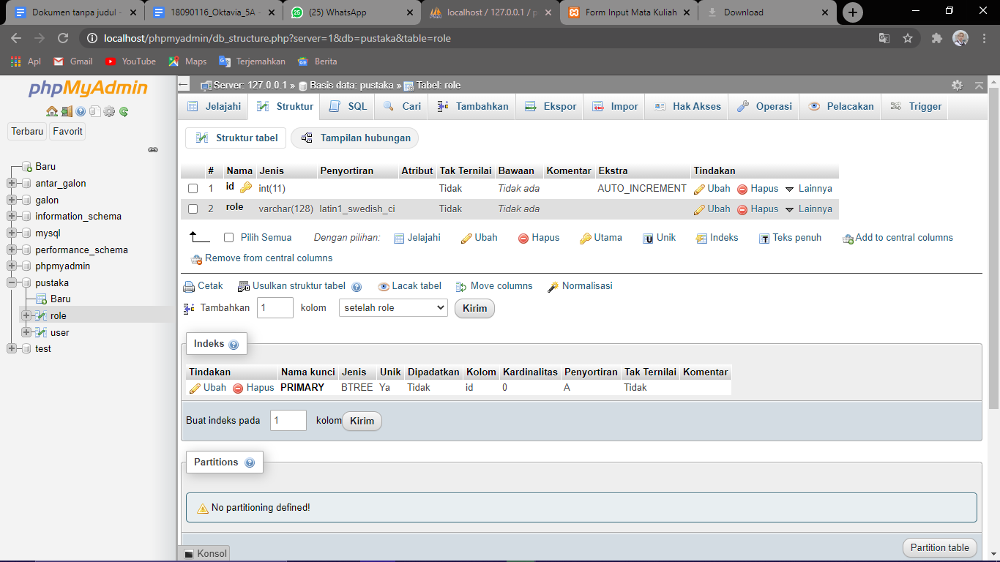 Dokumen tanpa judul - 18090116_Oktavia_5A - (25) WhatsApp localhost / 127.0.0.1 / p Form Input Mata Kuliah Download
localhost/phpmyadmin/db_structure.php?server=1&db=pustaka&table=role
Apl Gmail YouTube Maps Terjemahkan Berita
phpMyAdmin
Terbaru Favorit
Baru
antar_galon
galon
information_schema
mysql
performance_schema
phpmyadmin
pustaka
Baru
role
user
test
Server: 127.0.0.1 » Basis data: pustaka » Tabel: role
Jelajahi Struktur SQL Cari Tambahkan Ekspor Impor Hak Akses Operasi Pelacakan Trigger
Struktur tabel Tampilan hubungan
# Nama Jenis Penyortiran Atribut Tak Ternilai Bawaan Komentar Ekstra Tindakan
1 id int(11) Tidak Tidak ada AUTO_INCREMENT Ubah Hapus Lainnya
2 role varchar(128) latin1_swedish_ci Tidak Tidak ada Ubah Hapus Lainnya
Pilih Semua Dengan pilihan: Jelajahi Ubah Hapus Utama Unik Indeks Teks penuh Add to central columns
Remove from central columns
Cetak Usulkan struktur tabel Lacak tabel Move columns Normalisasi
Tambahkan 1 kolom setelah role Kirim
Indeks
Tindakan Nama kunci Jenis Unik Dipadatkan Kolom Kardinalitas Penyortiran Tak Ternilai Komentar
Ubah Hapus PRIMARY BTREE Ya Tidak id 0 A Tidak
Buat indeks pada 1 kolom Kirim
Partitions
No partitioning defined!
Partition table
Konsol